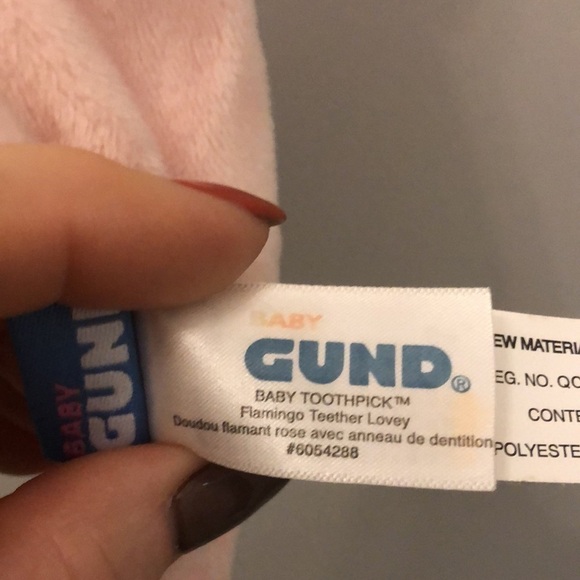 BABY
GUND
BABY
GUND®
BABY TOOTHPICK™
Flamingo Teether Lovey
Doudou flamant rose avec anneau de dentition
#6054288
EW MATERIA
EG. NO. QC
CONTE
POLYESTE